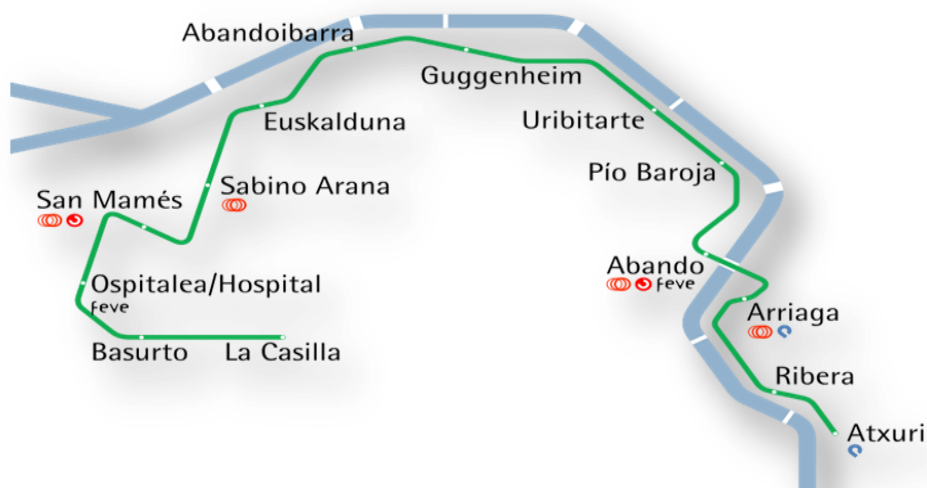 Abandoibarra
Guggenheim
Euskalduna
Uribitarte
Pío Baroja
Sabino Arana
San Mamés
Abando
feve
Ospitalea/Hospital
feve
Arriaga
Basurto
La Casilla
Ribera
Atxuri